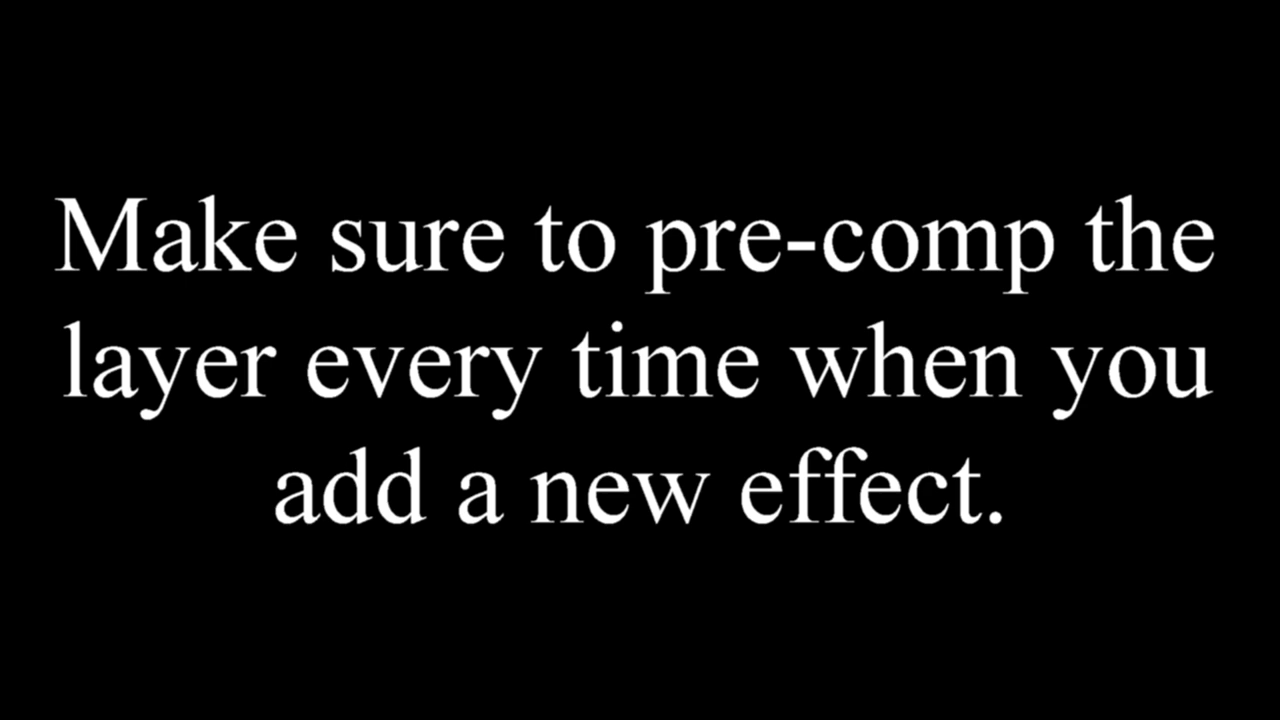 Make sure to pre-comp the
layer every time when you
add a new effect.